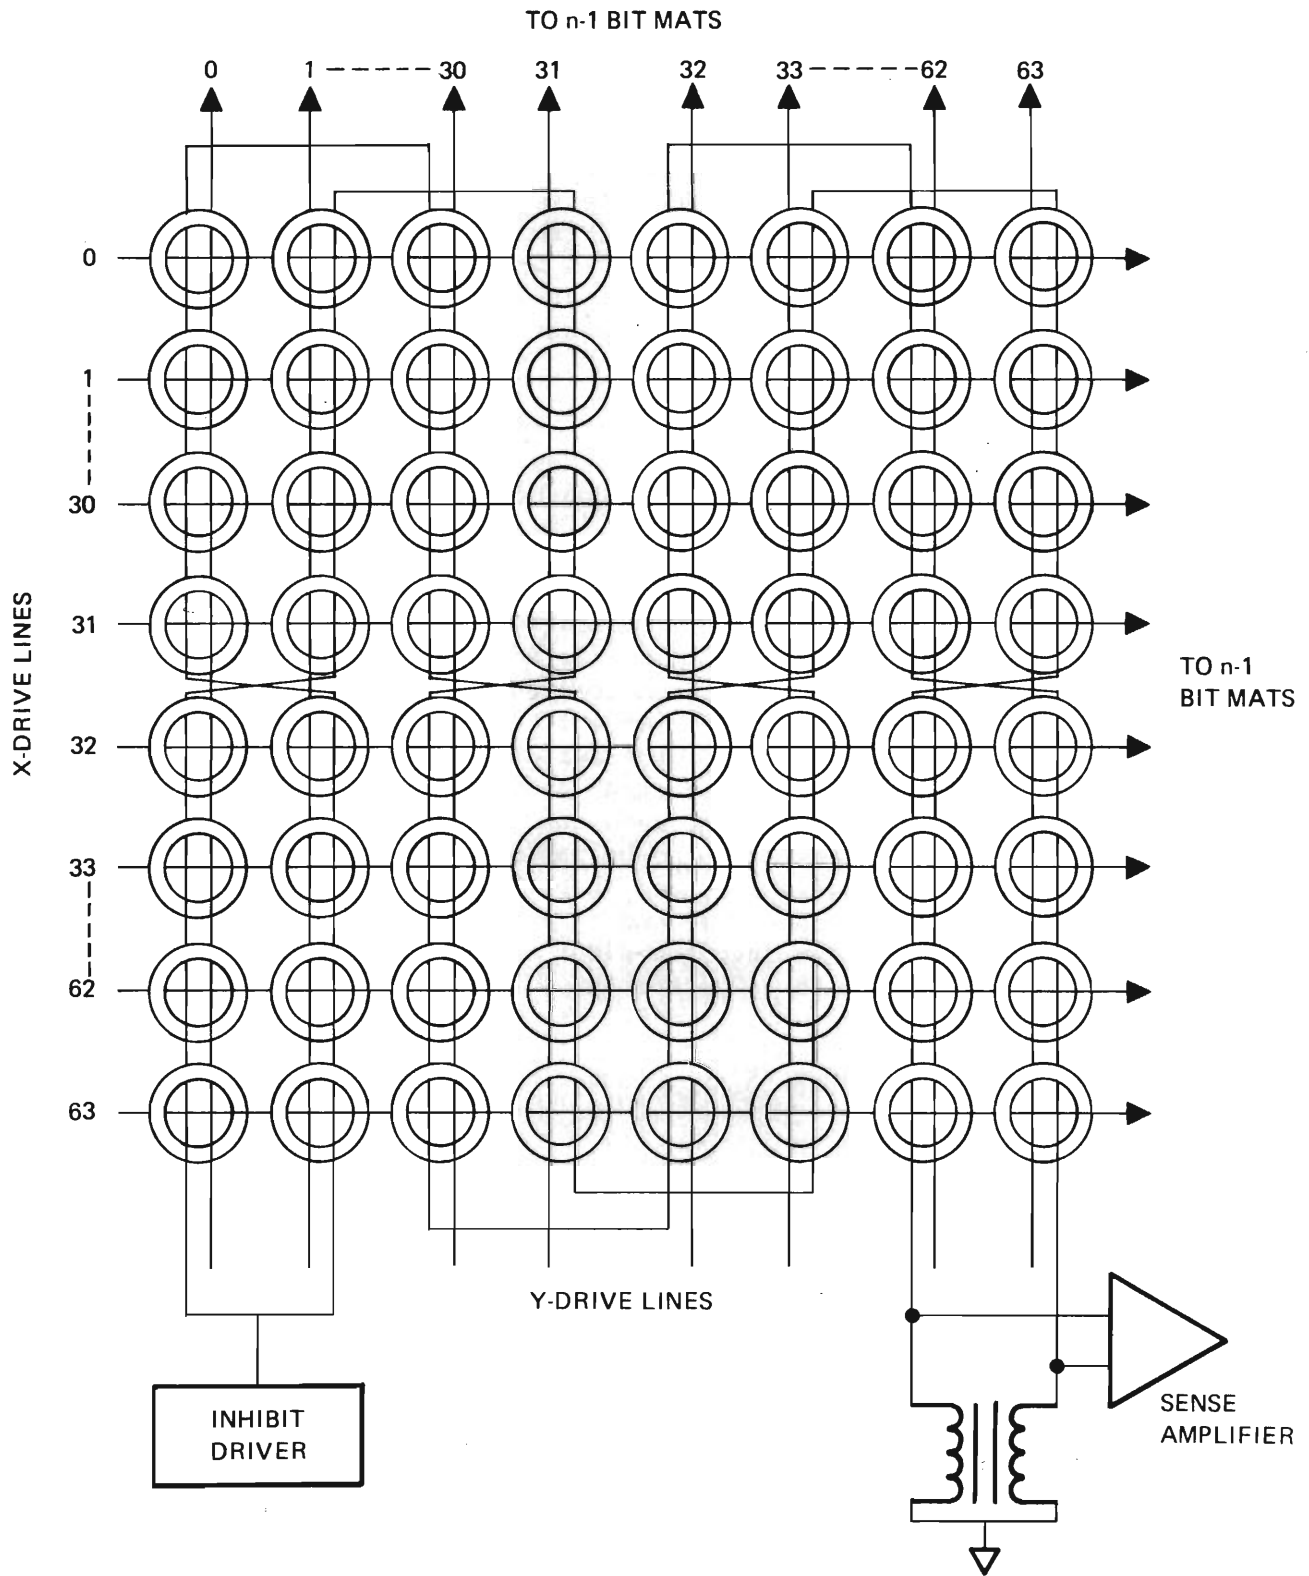 TO n-1 BIT MATS
0 1 30 31 32 33 62 63
0
1
30
X-DRIVE LINES
31
TO n-1
BIT MATS
32
33
62
63
Y-DRIVE LINES
INHIBIT
DRIVER
SENSE
AMPLIFIER